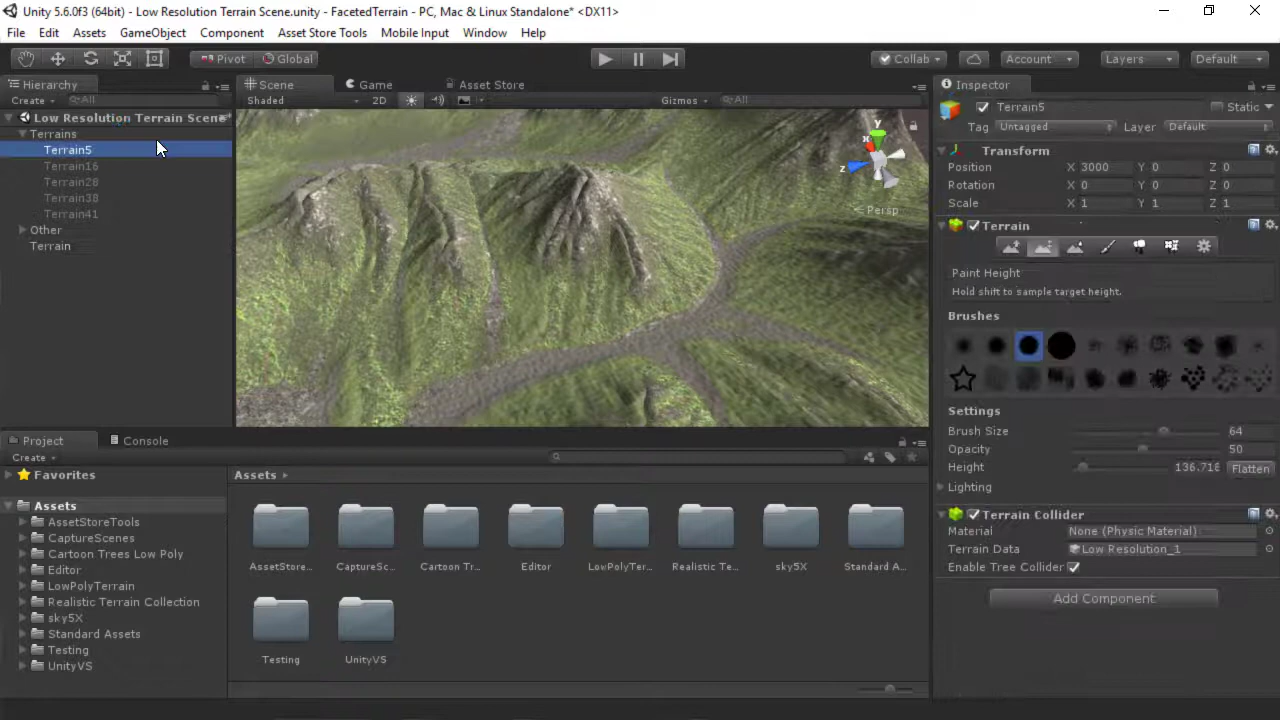 Unity 5.6.0f3 (64bit) - Low Resolution Terrain Scene.unity - FacetedTerrain - PC, Mac & Linux Standalone* <DX11>
File Edit Assets GameObject Component Asset Store Tools Mobile Input Window Help
Pivot Global Collab Account Layers Default
Hierarchy
Create All
Low Resolution Terrain Scene*
Terrains
Terrain5
Terrain16
Terrain28
Terrain38
Terrain41
Other
Terrain
Scene Game Asset Store
Shaded 2D Gizmos All
y
x
z
Persp
Inspector
Terrain5 Static
Tag Untagged Layer Default
Transform
Position X 3000 Y 0 Z 0
Rotation X 0 Y 0 Z 0
Scale X 1 Y 1 Z 1
Terrain
Paint Height
Hold shift to sample target height.
Brushes
Settings
Brush Size 64
Opacity 50
Height 136.718 Flatten
Lighting
Terrain Collider
Material None (Physic Material)
Terrain Data Low Resolution_1
Enable Tree Collider
Add Component
Project Console
Create
Favorites
Assets
AssetStoreTools
CaptureScenes
Cartoon Trees Low Poly
Editor
LowPolyTerrain
Realistic Terrain Collection
sky5X
Standard Assets
Testing
UnityVS
Assets
AssetStore... CaptureSc... Cartoon Tr... Editor LowPolyTer... Realistic Te... sky5X Standard A...
Testing UnityVS